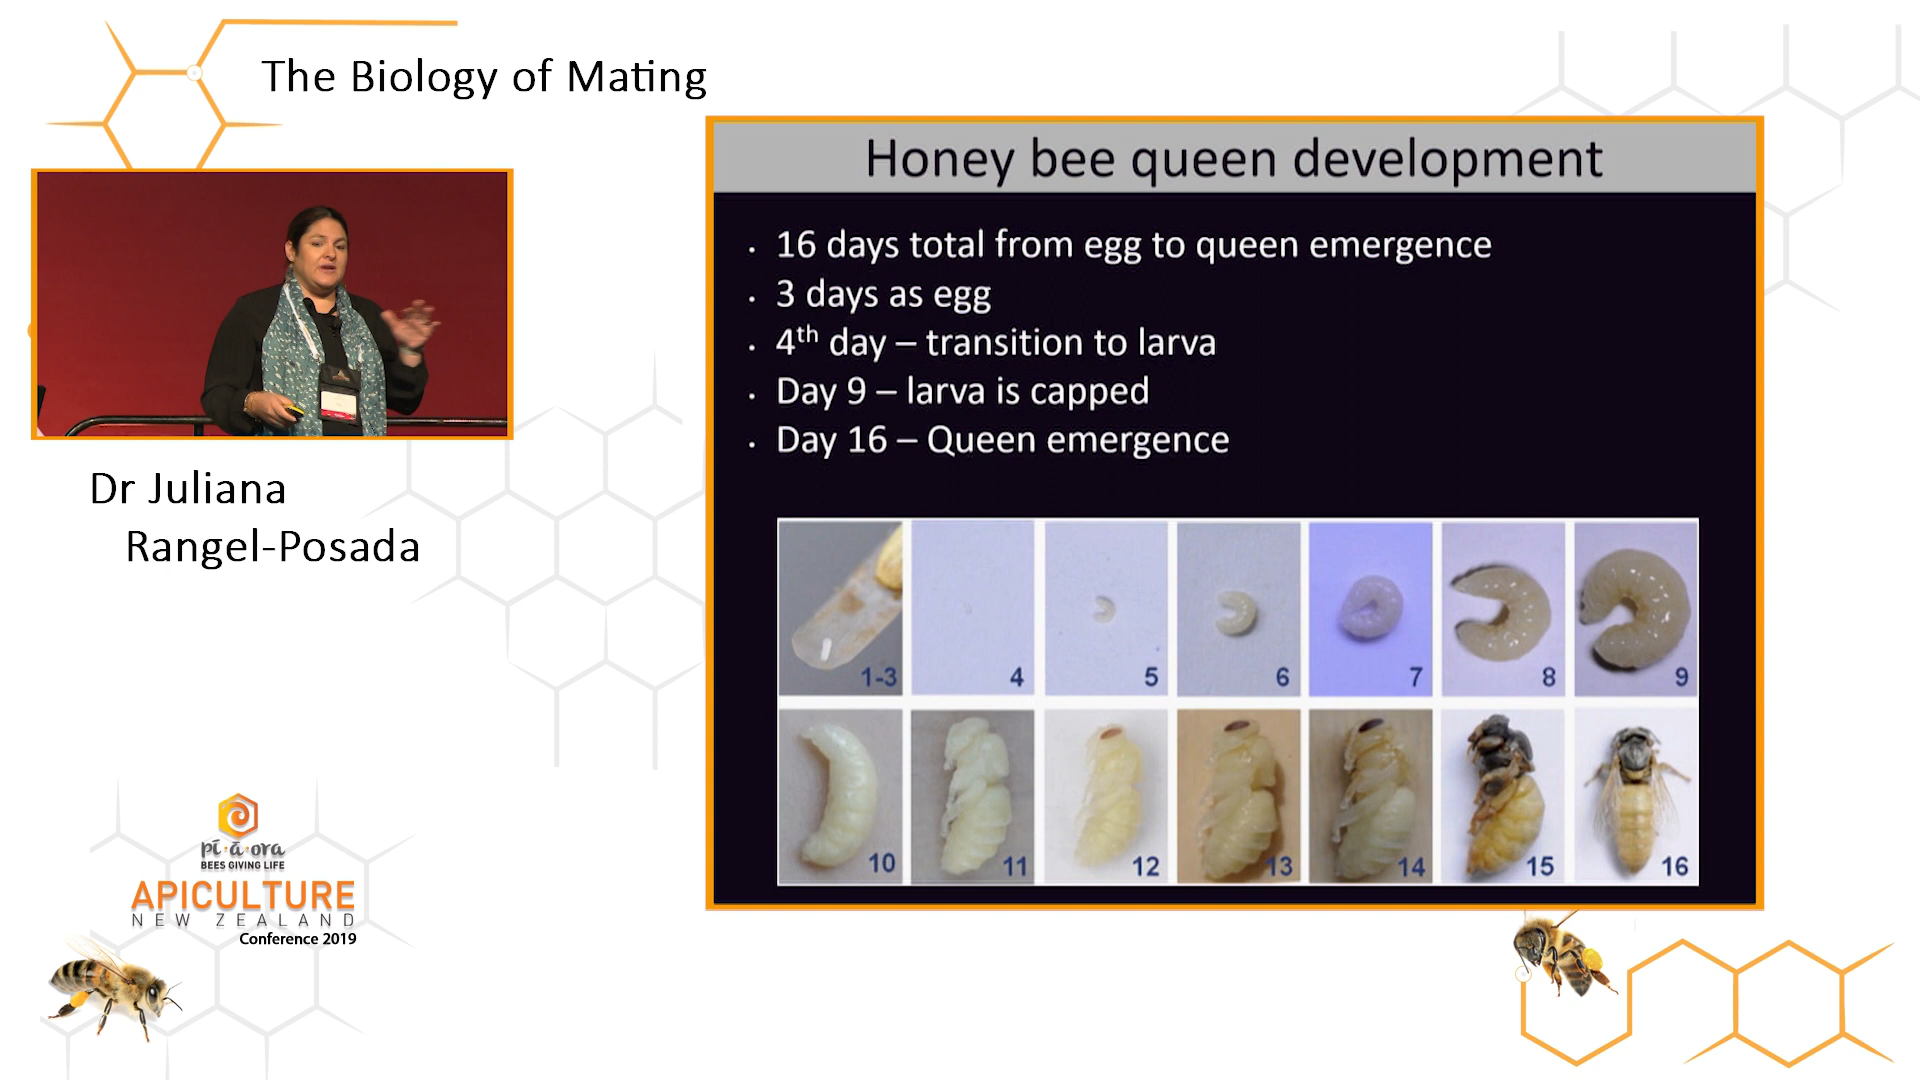 The Biology of Mating
Honey bee queen development
• 16 days total from egg to queen emergence
• 3 days as egg
• 4th day – transition to larva
• Day 9 – larva is capped
• Day 16 – Queen emergence
1-3 4 5 6 7 8 9
10 11 12 13 14 15 16
Dr Juliana
Rangel-Posada
pī·ā·ora
BEES GIVING LIFE
APICULTURE
NEW ZEALAND
Conference 2019